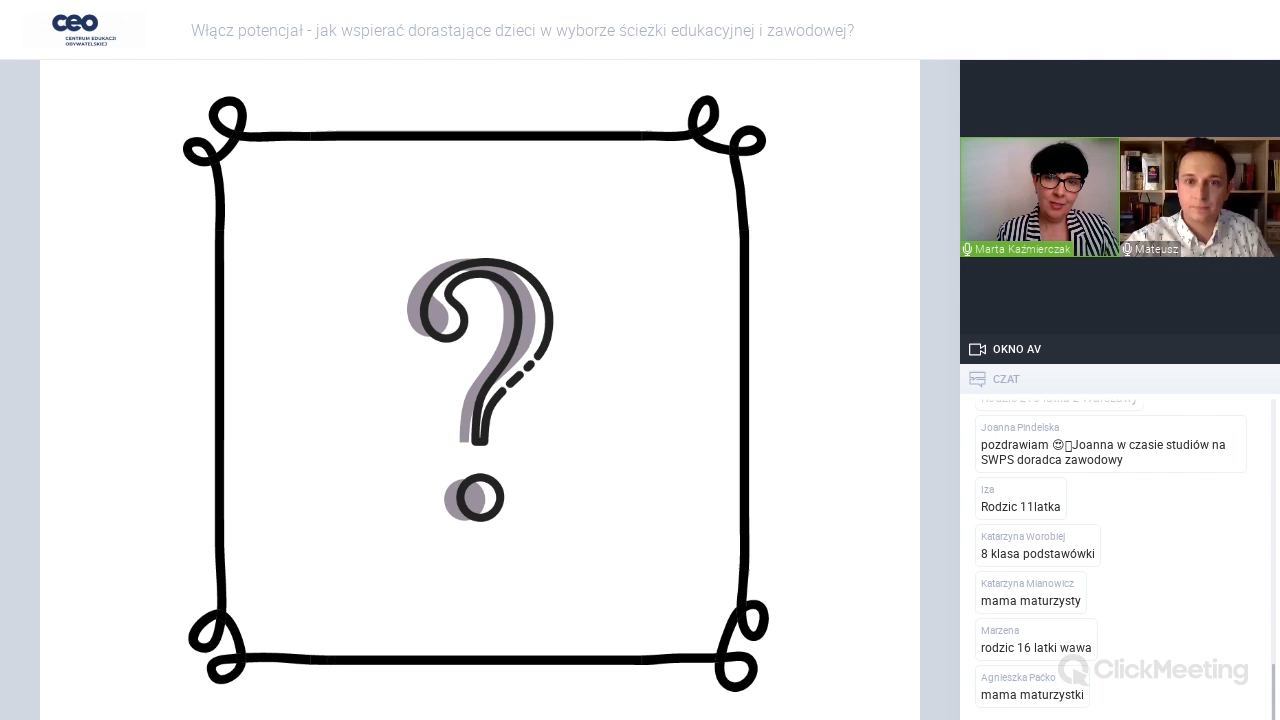 ceo
CENTRUM EDUKACJI
OBYWATELSKIEJ
Włącz potencjał - jak wspierać dorastające dzieci w wyborze ścieżki edukacyjnej i zawodowej?
?
Marta Kaźmierczak
Mateusz
OKNO AV
CZAT
Joanna Pindelska
pozdrawiam 😍Joanna w czasie studiów na
SWPS doradca zawodowy
Iza
Rodzic 11latka
Katarzyna Worobiej
8 klasa podstawówki
Katarzyna Mianowicz
mama maturzysty
Marzena
rodzic 16 latki wawa
ClickMeeting
Agnieszka Paćko
mama maturzystki